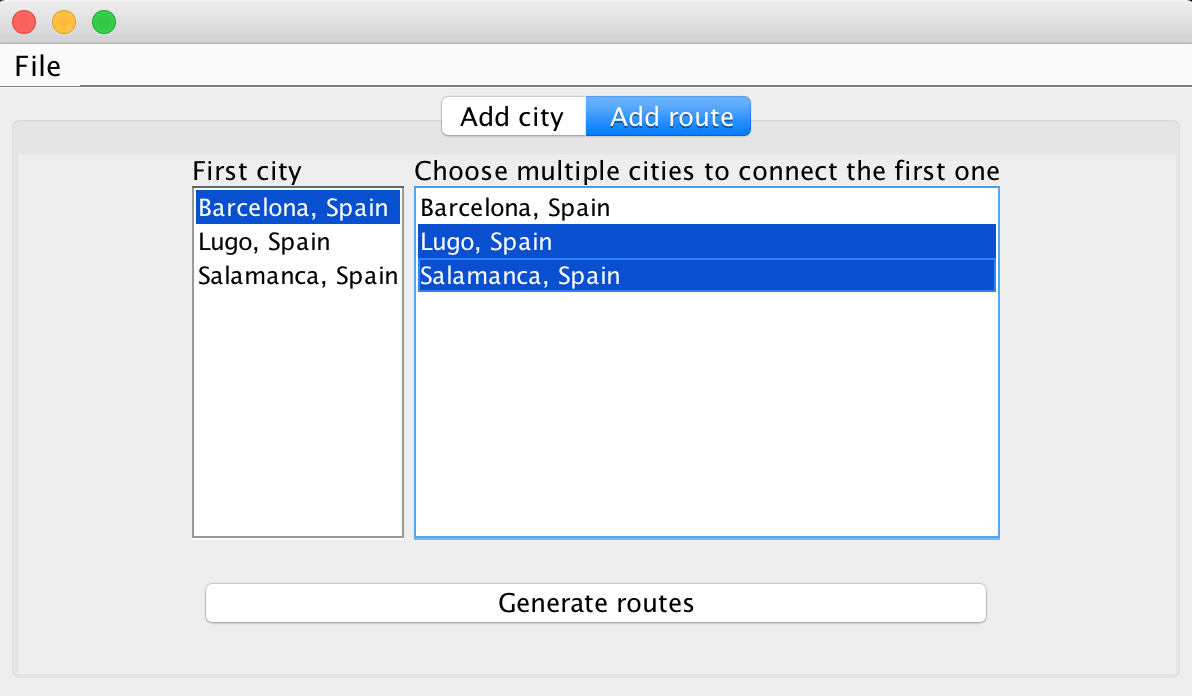 File
Add city
Add route
First city
Choose multiple cities to connect the first one
Barcelona, Spain
Lugo, Spain
Salamanca, Spain
Barcelona, Spain
Lugo, Spain
Salamanca, Spain
Generate routes